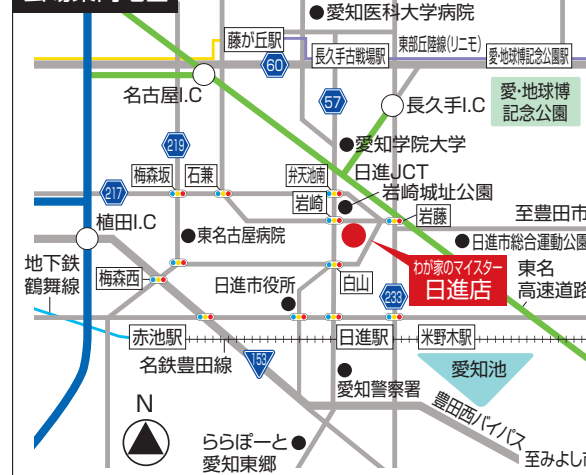 愛知医科大学病院
藤が丘駅
長久手古戦場駅
東部丘陵線(リニモ)
愛・地球博記念公園駅
60
名古屋I.C
57
長久手I.C
愛・地球博
記念公園
219
愛知学院大学
日進JCT
梅森坂
石兼
弁天池南
岩崎城址公園
217
岩崎
岩藤
至豊田市
植田I.C
東名古屋病院
日進市総合運動公園
地下鉄
鶴舞線
梅森西
日進市役所
白山
わが家のマイスター
日進店
東名
高速道路
233
赤池駅
日進駅
米野木駅
名鉄豊田線
153
愛知池
愛知警察署
豊田西バイパス
N
ららぽーと
愛知東郷
至みよし市